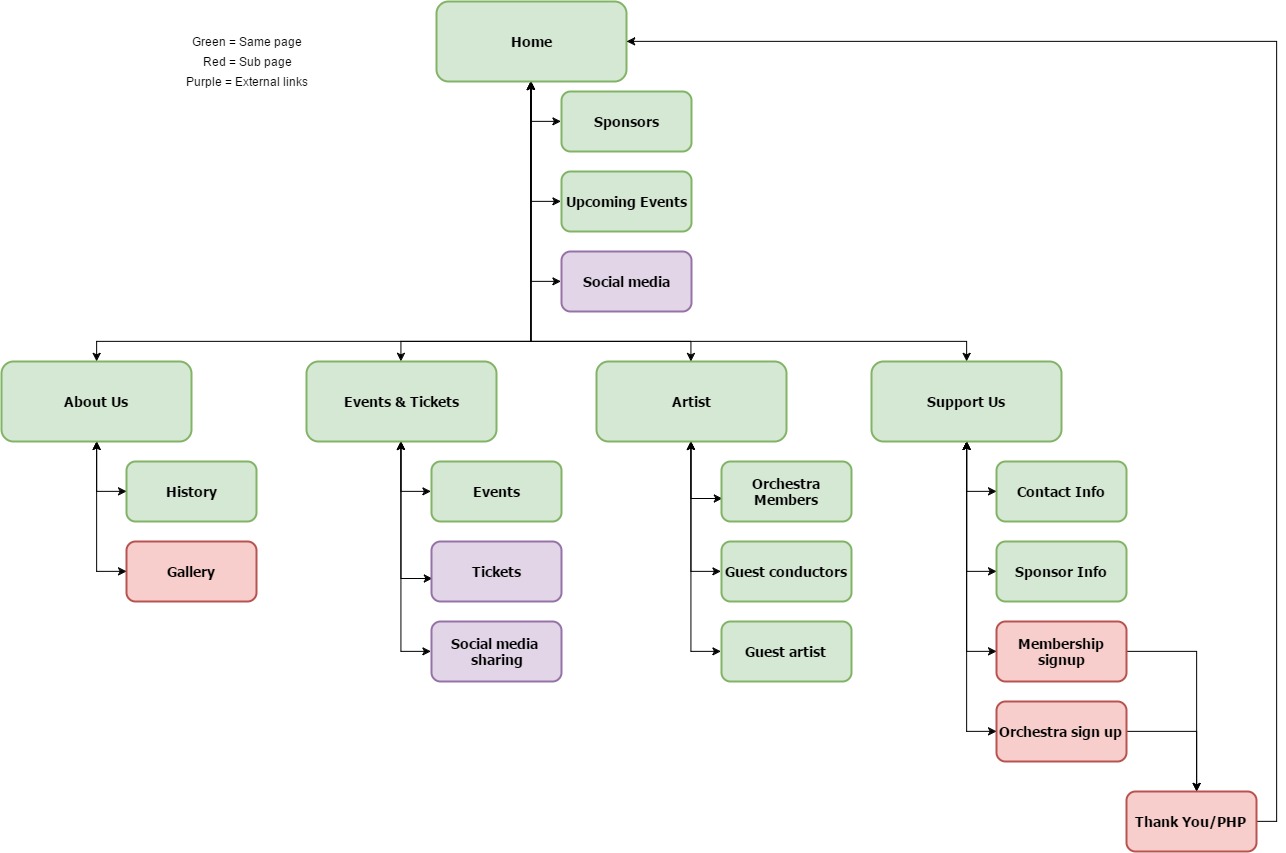 Home
Green = Same page
Red = Sub page
Purple = External links
Sponsors
Upcoming Events
Social media
About Us
Events & Tickets
Artist
Support Us
History
Gallery
Events
Tickets
Social media
sharing
Orchestra
Members
Guest conductors
Guest artist
Contact Info
Sponsor Info
Membership
signup
Orchestra sign up
Thank You/PHP